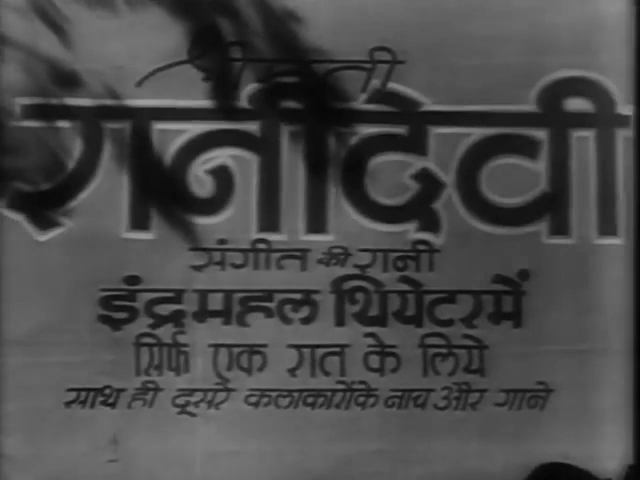 श्रीमती
रानीदेवी
संगीत की रानी
इंद्रमहल थियेटरमें
सिर्फ एक रात के लिये
साथ ही दूसरे कलाकारोंके नाच और गाने